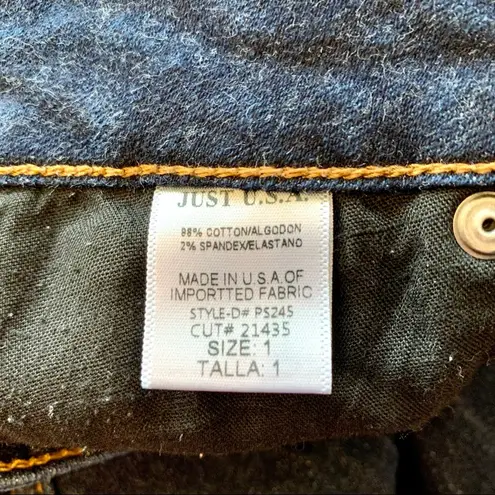 JUST U.S.A.
98% COTTON/ALGODON
2% SPANDEX/ELASTANO
MADE IN U.S.A. OF
IMPORTTED FABRIC
STYLE-D# PS245
CUT# 21435
SIZE: 1
TALLA: 1